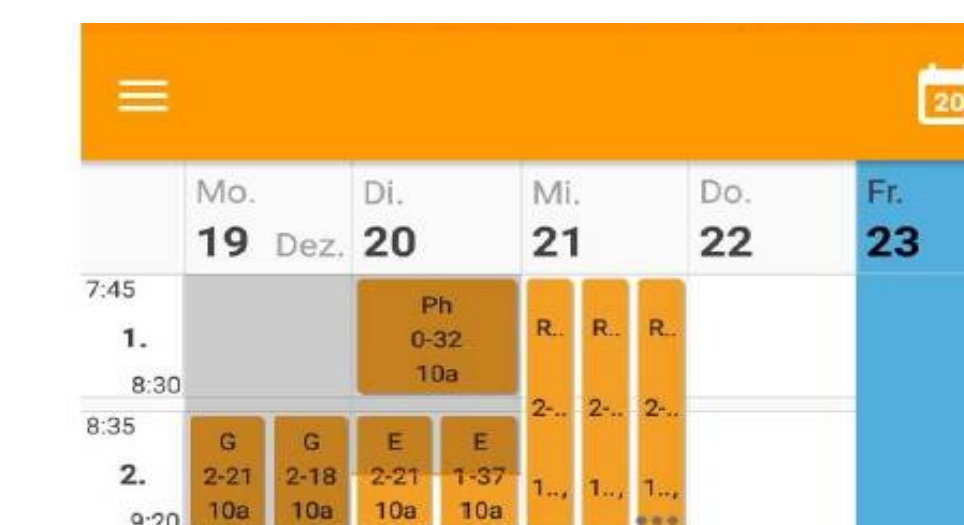 20
Mo. Di. Mi. Do. Fr.
19 Dez. 20 21 22 23
7:45
1.
8:30
Ph
0-32
10a
R.. R.. R..
2-.. 2-.. 2-..
1.., 1.., 1..,
8:35
2.
9:20
G G E E
2-21 2-18 2-21 1-37
10a 10a 10a 10a